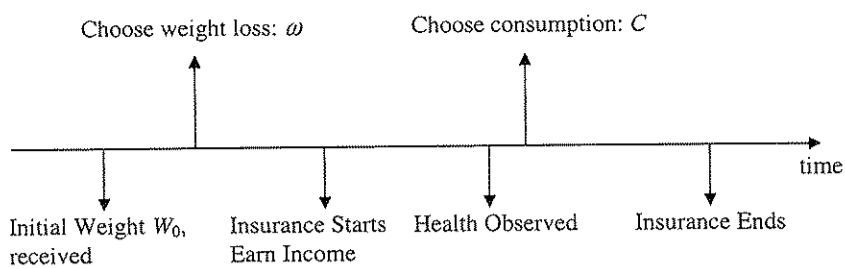 Choose weight loss: ω
Choose consumption: C
time
Initial Weight W₀,
received
Insurance Starts
Earn Income
Health Observed
Insurance Ends